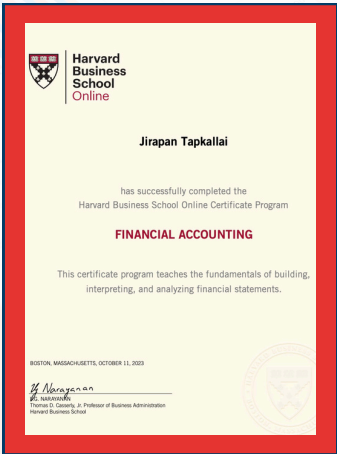 Harvard
Business
School
Online
Jirapan Tapkallai
has successfully completed the
Harvard Business School Online Certificate Program
FINANCIAL ACCOUNTING
This certificate program teaches the fundamentals of building,
interpreting, and analyzing financial statements.
BOSTON, MASSACHUSETTS, OCTOBER 11, 2023
V.G. NARAYANAN
Thomas D. Casserly, Jr. Professor of Business Administration
Harvard Business School